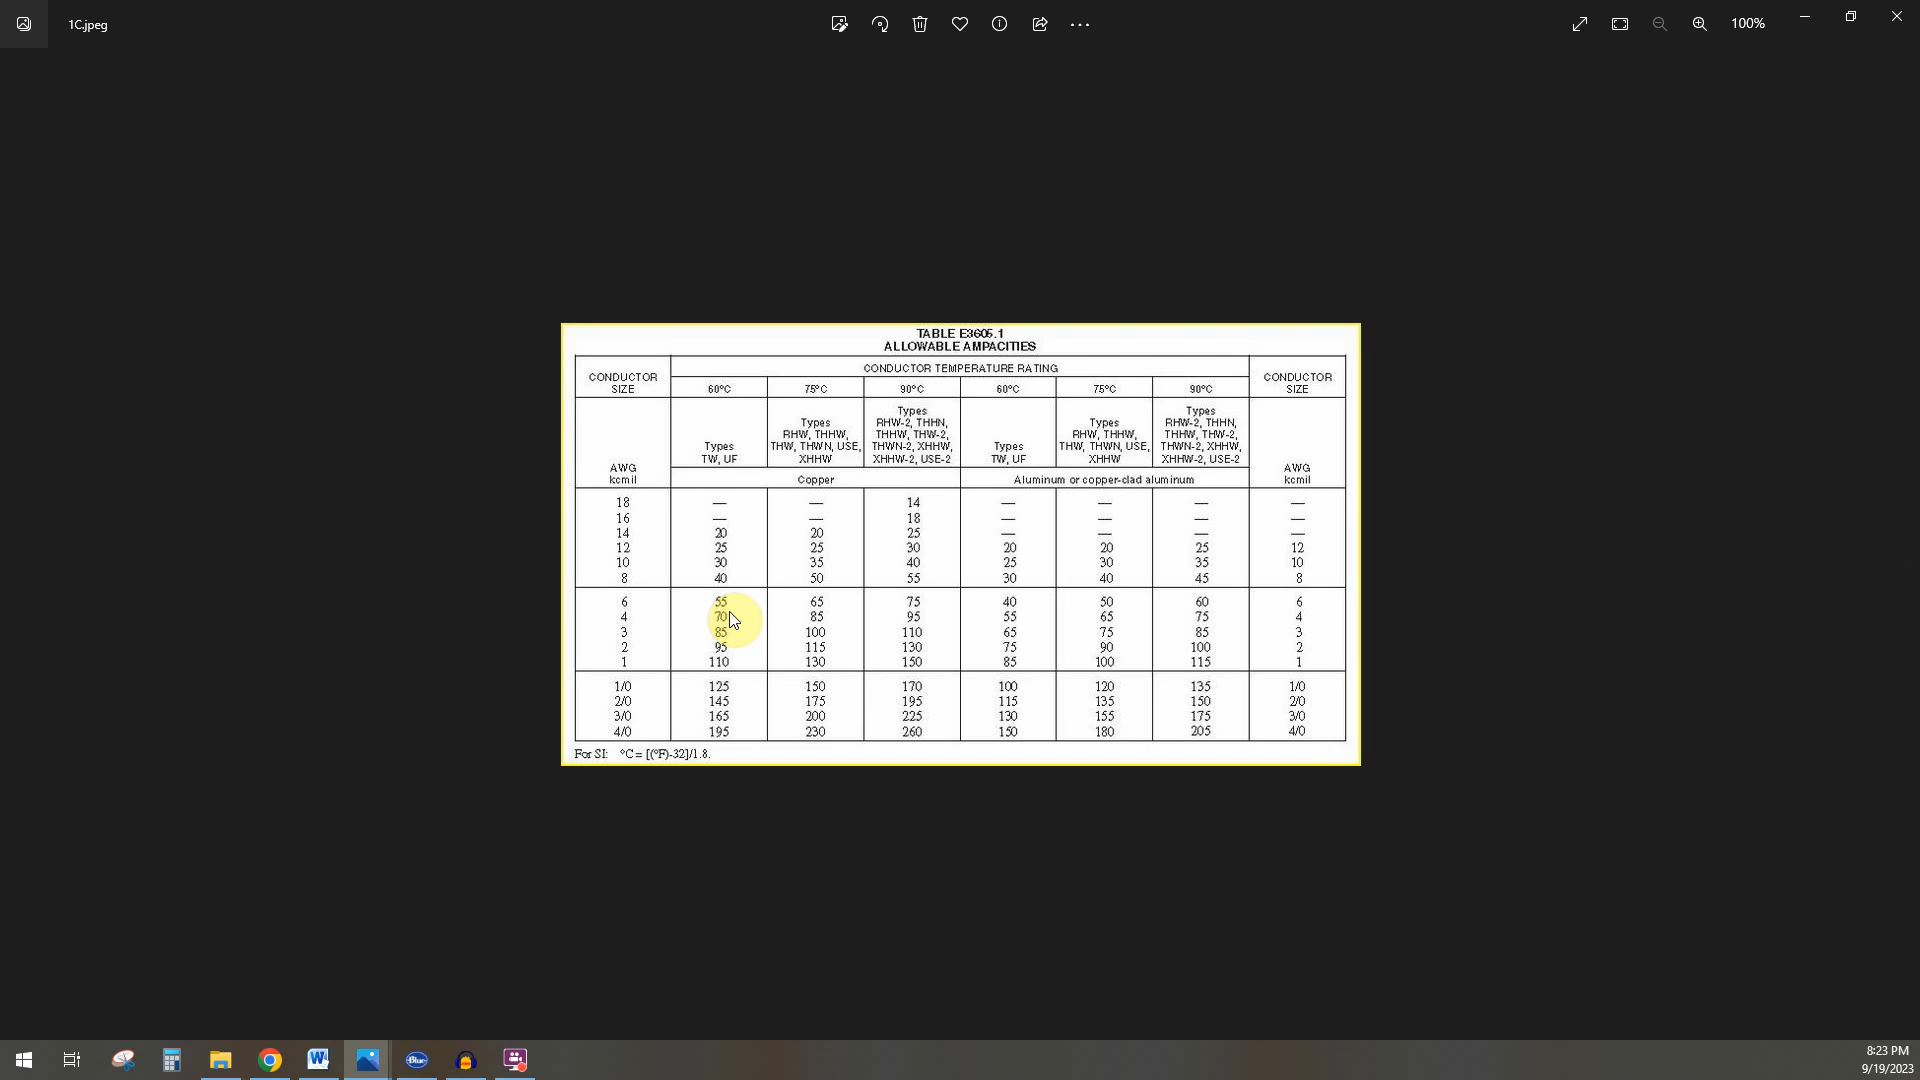 1C.jpeg
100%
TABLE E3605.1
ALLOWABLE AMPACITIES
CONDUCTOR SIZE CONDUCTOR TEMPERATURE RATING CONDUCTOR SIZE
60°C 75°C 90°C 60°C 75°C 90°C
AWG kcmil Types TW, UF Types RHW, THHW, THW, THWN, USE, XHHW Types RHW-2, THHN, THHW, THW-2, THWN-2, XHHW, XHHW-2, USE-2 Types TW, UF Types RHW, THHW, THW, THWN, USE, XHHW Types RHW-2, THHN, THHW, THW-2, THWN-2, XHHW, XHHW-2, USE-2 AWG kcmil
Copper Aluminum or copper-clad aluminum
18 — — 14 — — — —
16 — — 18 — — — —
14 20 20 25 — — — —
12 25 25 30 20 20 25 12
10 30 35 40 25 30 35 10
8 40 50 55 30 40 45 8
6 55 65 75 40 50 60 6
4 70 85 95 55 65 75 4
3 85 100 110 65 75 85 3
2 95 115 130 75 90 100 2
1 110 130 150 85 100 115 1
1/0 125 150 170 100 120 135 1/0
2/0 145 175 195 115 135 150 2/0
3/0 165 200 225 130 155 175 3/0
4/0 195 230 260 150 180 205 4/0
For SI: °C = [(°F)-32]/1.8.
Blue
8:23 PM
9/19/2023